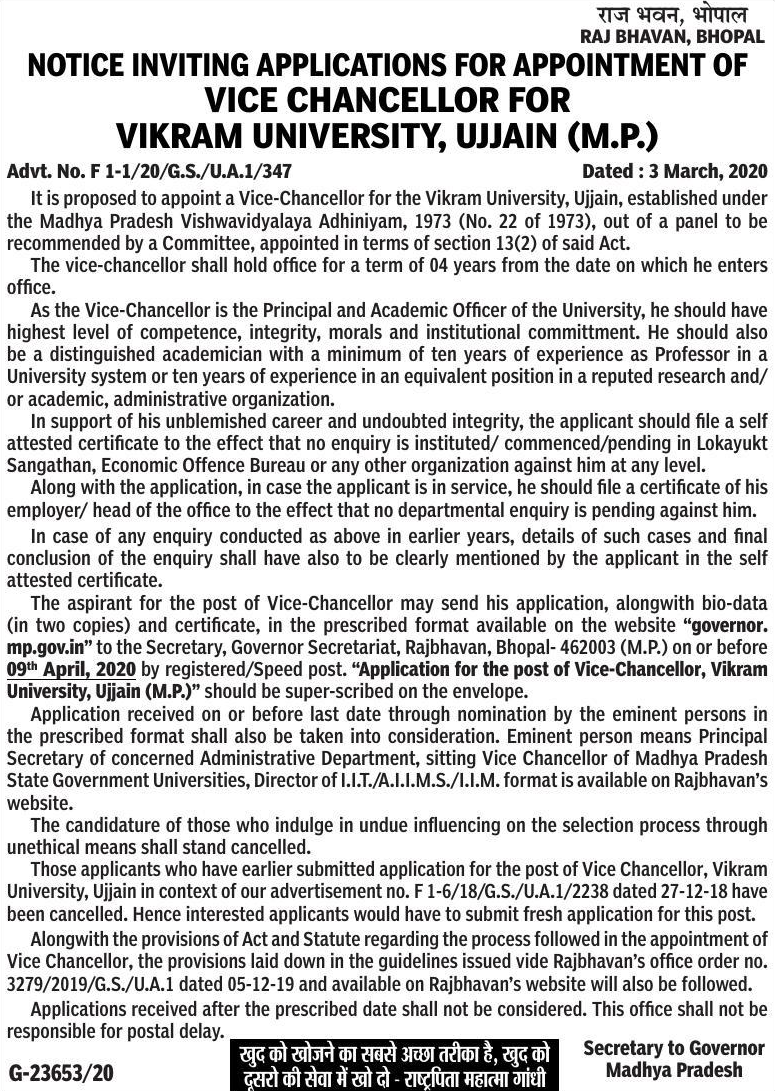 राज भवन, भोपाल
RAJ BHAVAN, BHOPAL
NOTICE INVITING APPLICATIONS FOR APPOINTMENT OF
VICE CHANCELLOR FOR
VIKRAM UNIVERSITY, UJJAIN (M.P.)
Advt. No. F 1-1/20/G.S./U.A.1/347 Dated : 3 March, 2020
It is proposed to appoint a Vice-Chancellor for the Vikram University, Ujjain, established under
the Madhya Pradesh Vishwavidyalaya Adhiniyam, 1973 (No. 22 of 1973), out of a panel to be
recommended by a Committee, appointed in terms of section 13(2) of said Act.
The vice-chancellor shall hold office for a term of 04 years from the date on which he enters
office.
As the Vice-Chancellor is the Principal and Academic Officer of the University, he should have
highest level of competence, integrity, morals and institutional committment. He should also
be a distinguished academician with a minimum of ten years of experience as Professor in a
University system or ten years of experience in an equivalent position in a reputed research and/
or academic, administrative organization.
In support of his unblemished career and undoubted integrity, the applicant should file a self
attested certificate to the effect that no enquiry is instituted/ commenced/pending in Lokayukt
Sangathan, Economic Offence Bureau or any other organization against him at any level.
Along with the application, in case the applicant is in service, he should file a certificate of his
employer/ head of the office to the effect that no departmental enquiry is pending against him.
In case of any enquiry conducted as above in earlier years, details of such cases and final
conclusion of the enquiry shall have also to be clearly mentioned by the applicant in the self
attested certificate.
The aspirant for the post of Vice-Chancellor may send his application, alongwith bio-data
(in two copies) and certificate, in the prescribed format available on the website “governor.
mp.gov.in” to the Secretary, Governor Secretariat, Rajbhavan, Bhopal- 462003 (M.P.) on or before
09th April, 2020 by registered/Speed post. “Application for the post of Vice-Chancellor, Vikram
University, Ujjain (M.P.)” should be super-scribed on the envelope.
Application received on or before last date through nomination by the eminent persons in
the prescribed format shall also be taken into consideration. Eminent person means Principal
Secretary of concerned Administrative Department, sitting Vice Chancellor of Madhya Pradesh
State Government Universities, Director of I.I.T./A.I.I.M.S./I.I.M. format is available on Rajbhavan’s
website.
The candidature of those who indulge in undue influencing on the selection process through
unethical means shall stand cancelled.
Those applicants who have earlier submitted application for the post of Vice Chancellor, Vikram
University, Ujjain in context of our advertisement no. F 1-6/18/G.S./U.A.1/2238 dated 27-12-18 have
been cancelled. Hence interested applicants would have to submit fresh application for this post.
Alongwith the provisions of Act and Statute regarding the process followed in the appointment of
Vice Chancellor, the provisions laid down in the guidelines issued vide Rajbhavan’s office order no.
3279/2019/G.S./U.A.1 dated 05-12-19 and available on Rajbhavan’s website will also be followed.
Applications received after the prescribed date shall not be considered. This office shall not be
responsible for postal delay.
G-23653/20
खुद को खोजने का सबसे अच्छा तरीका है, खुद को
दूसरो की सेवा में खो दो - राष्ट्रपिता महात्मा गांधी
Secretary to Governor
Madhya Pradesh